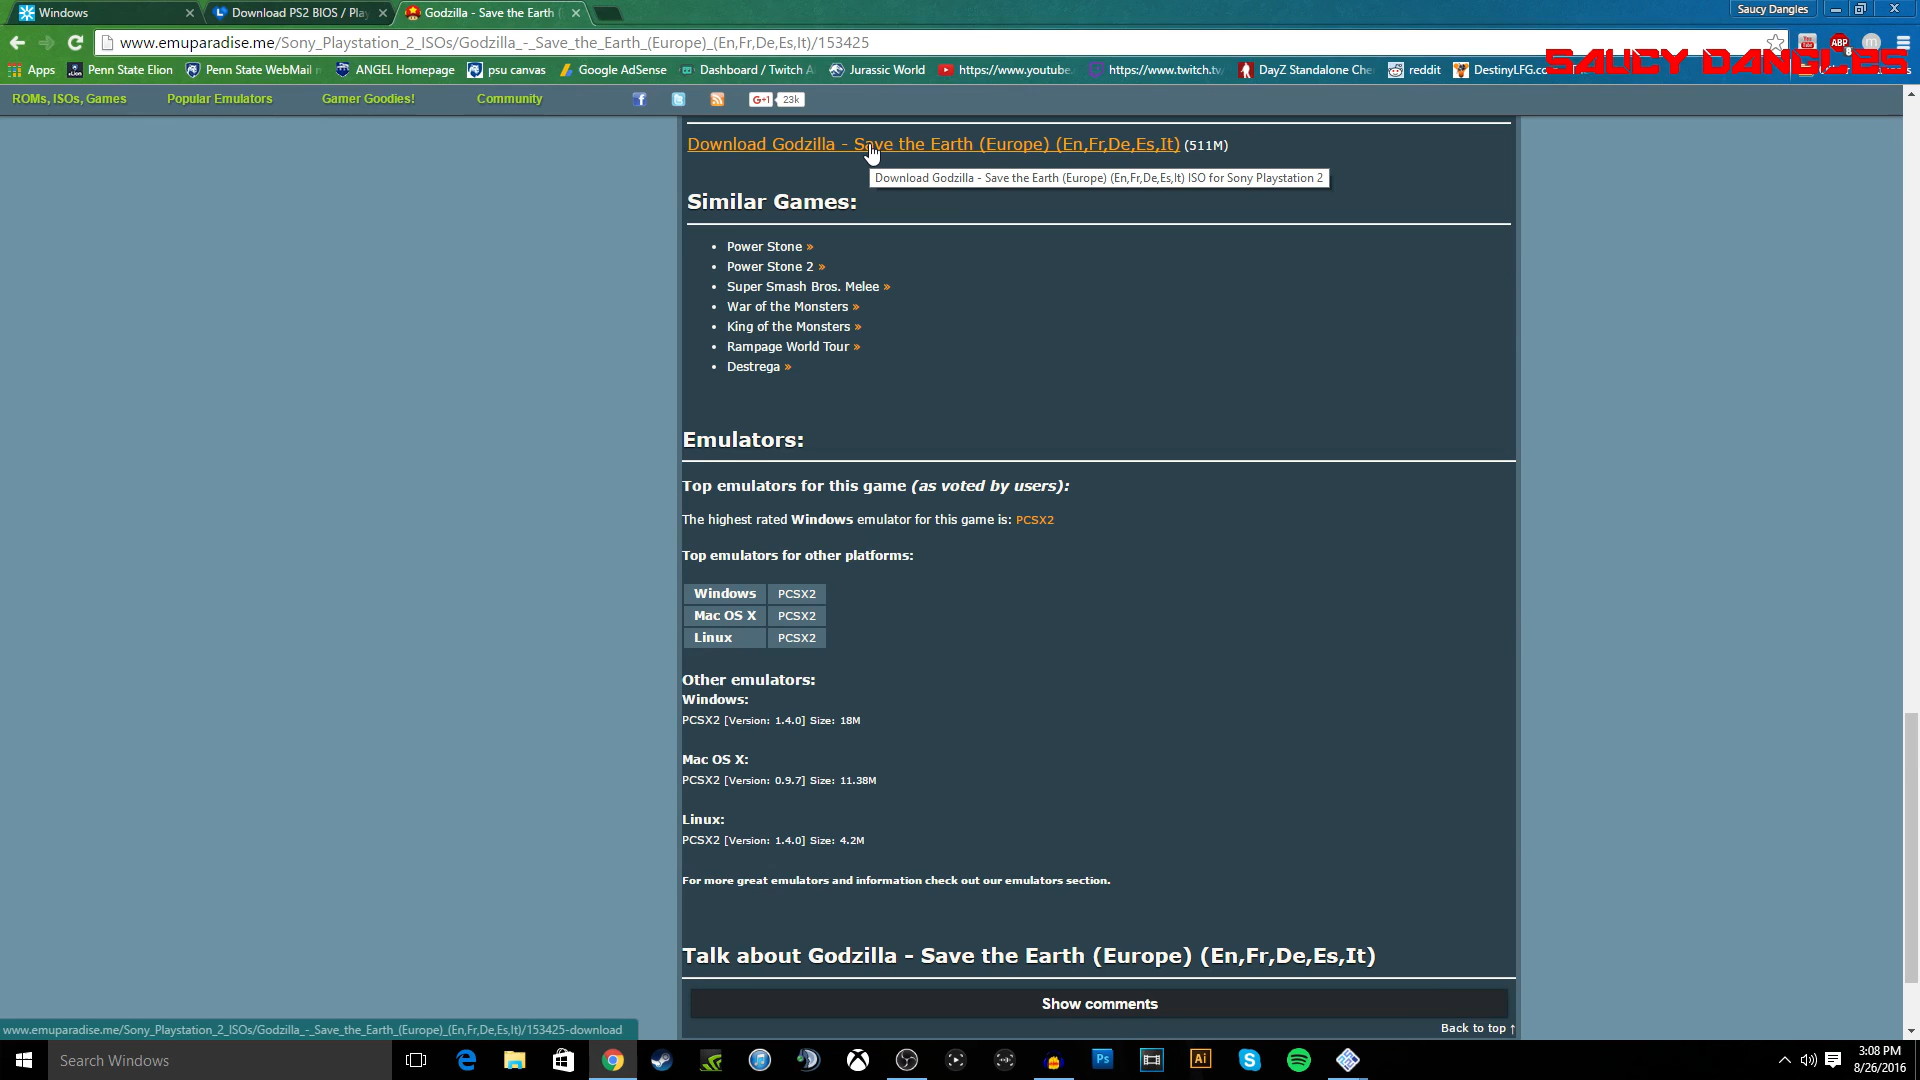 Windows
Download PS2 BIOS / Play
Godzilla - Save the Earth (
Saucy Dangles
www.emuparadise.me/Sony_Playstation_2_ISOs/Godzilla_-_Save_the_Earth_(Europe)_(En,Fr,De,Es,It)/153425
Apps
Penn State Elion
Penn State WebMail
ANGEL Homepage
psu canvas
Google AdSense
Dashboard / Twitch A
Jurassic World
https://www.youtube.
https://www.twitch.tv
DayZ Standalone Che
reddit
DestinyLFG.co
SAUCY DANGLES
ABP
ROMs, ISOs, Games
Popular Emulators
Gamer Goodies!
Community
G+1
23k
Download Godzilla - Save the Earth (Europe) (En,Fr,De,Es,It) (511M)
Download Godzilla - Save the Earth (Europe) (En,Fr,De,Es,It) ISO for Sony Playstation 2
Similar Games:
• Power Stone »
• Power Stone 2 »
• Super Smash Bros. Melee »
• War of the Monsters »
• King of the Monsters »
• Rampage World Tour »
• Destrega »
Emulators:
Top emulators for this game (as voted by users):
The highest rated Windows emulator for this game is: PCSX2
Top emulators for other platforms:
Windows PCSX2
Mac OS X PCSX2
Linux PCSX2
Other emulators:
Windows:
PCSX2 [Version: 1.4.0] Size: 18M
Mac OS X:
PCSX2 [Version: 0.9.7] Size: 11.38M
Linux:
PCSX2 [Version: 1.4.0] Size: 4.2M
For more great emulators and information check out our emulators section.
Talk about Godzilla - Save the Earth (Europe) (En,Fr,De,Es,It)
Show comments
Back to top ↑
www.emuparadise.me/Sony_Playstation_2_ISOs/Godzilla_-_Save_the_Earth_(Europe)_(En,Fr,De,Es,It)/153425-download
Search Windows
Ps
Ai
3:08 PM
8/26/2016